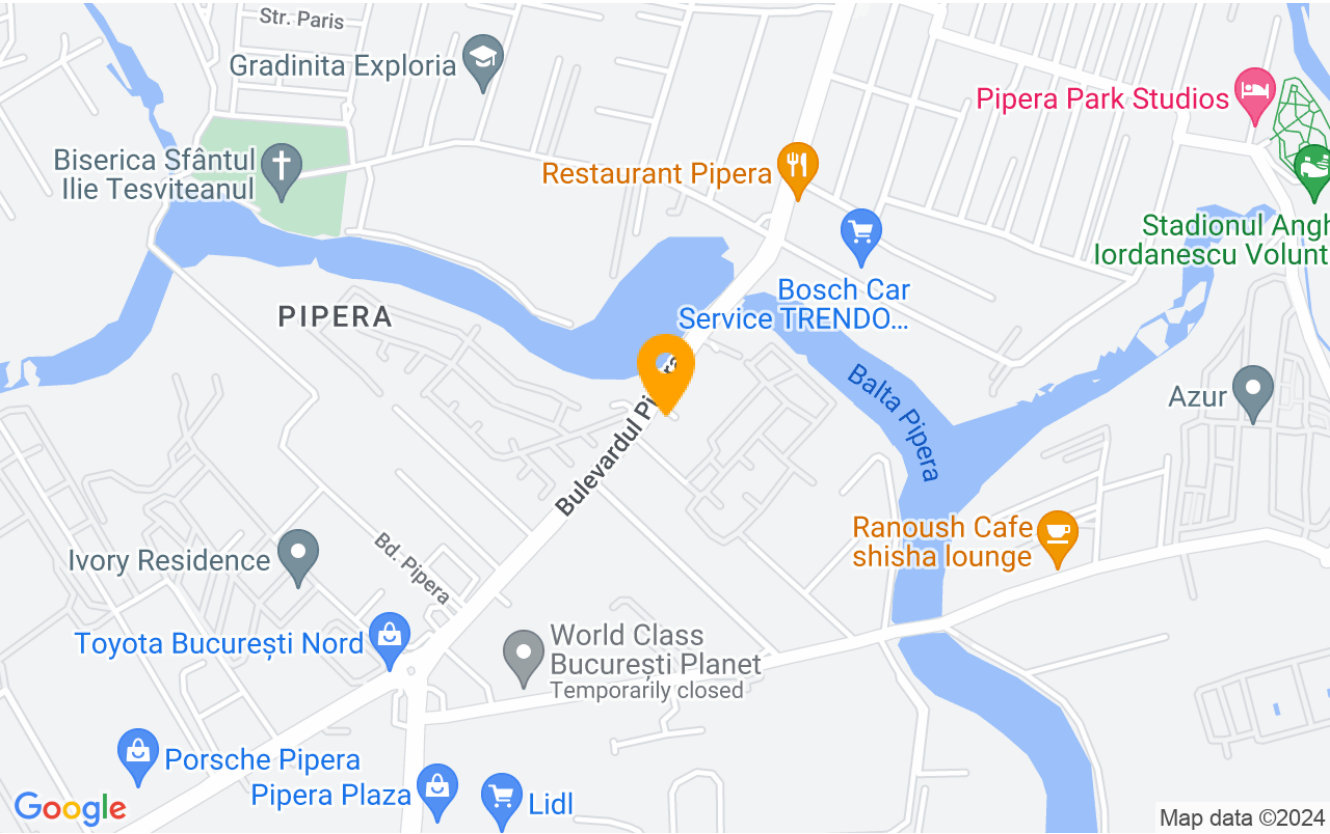 Str. Paris
Gradinita Exploria
Pipera Park Studios
Biserica Sfântul
Ilie Tesviteanul
Restaurant Pipera
Stadionul Angh
Iordanescu Volunt
Bosch Car
Service TRENDO...
PIPERA
Balta Pipera
Azur
Bulevardul
Ranoush Cafe
shisha lounge
Bd. Pipera
Ivory Residence
Toyota București Nord
World Class
București Planet
Temporarily closed
Porsche Pipera
Pipera Plaza
Lidl
Google
Map data ©2024